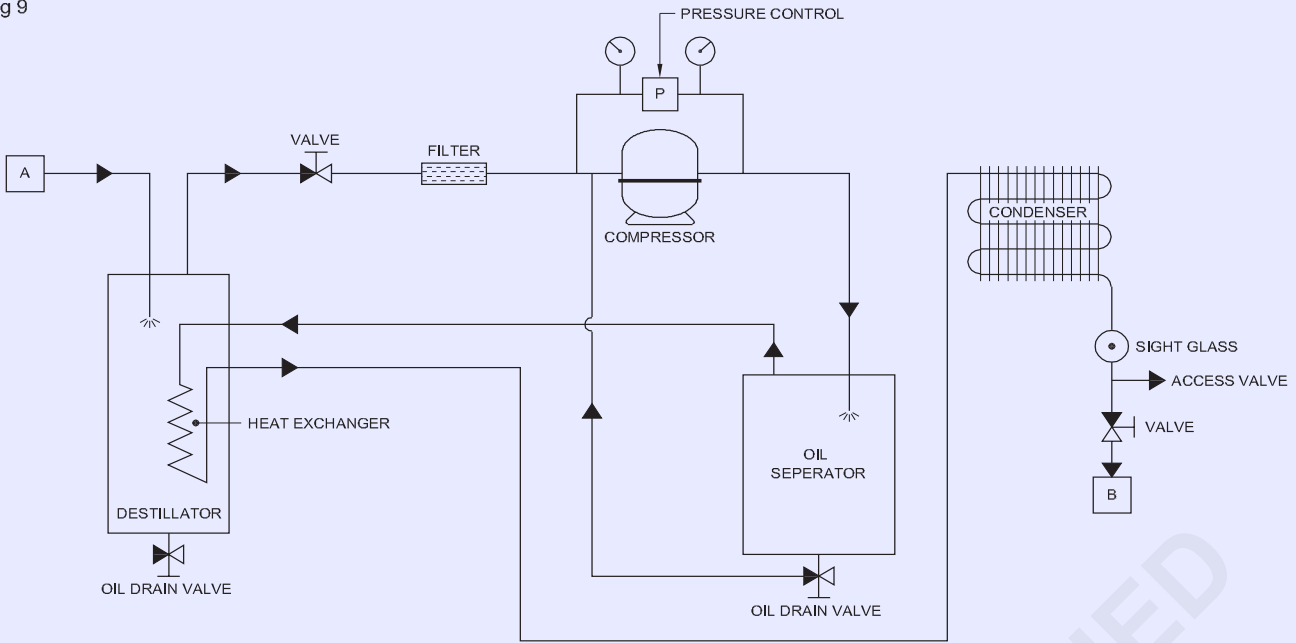 g 9
PRESSURE CONTROL
P
VALVE
FILTER
A
CONDENSER
COMPRESSOR
SIGHT GLASS
ACCESS VALVE
HEAT EXCHANGER
VALVE
OIL
SEPERATOR
B
DESTILLATOR
OIL DRAIN VALVE
OIL DRAIN VALVE